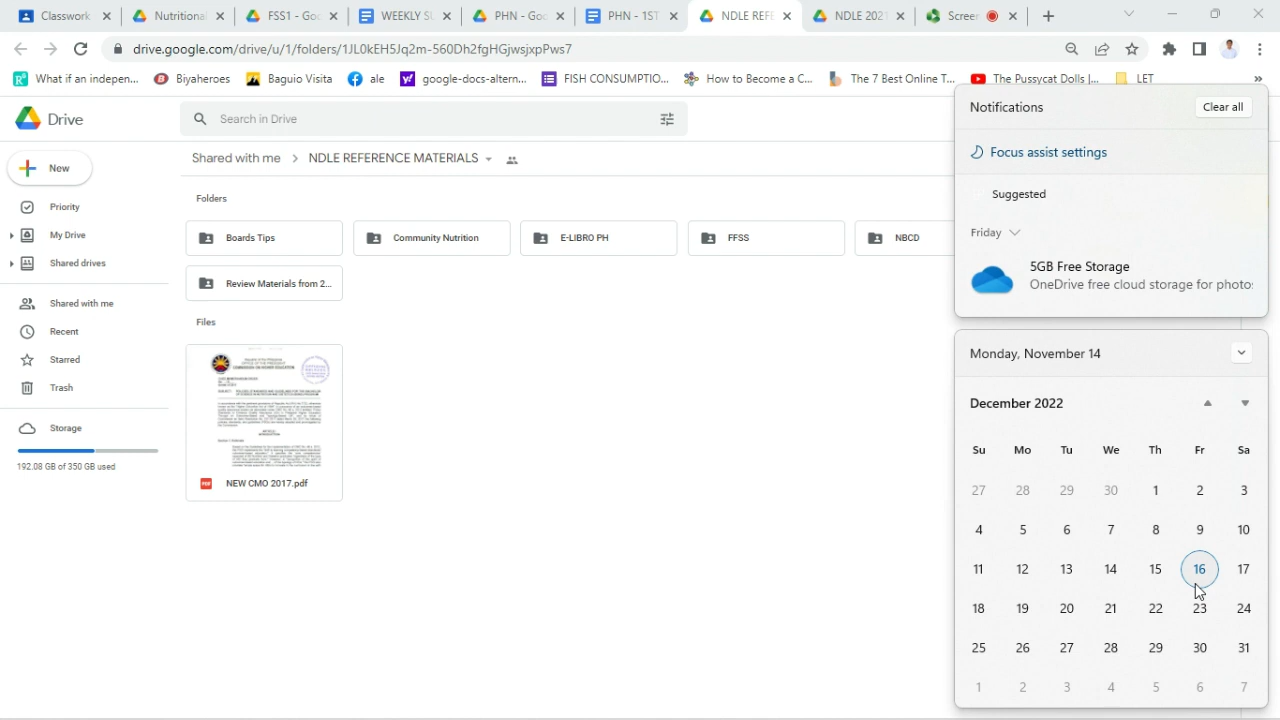 Classwork
Nutritional
FSS1 - Goo
WEEKLY SU
PHN - Goo
PHN - 1ST
NDLE REFE
NDLE 202
Screen
drive.google.com/drive/u/1/folders/1JL0kEH5Jq2m-560Dh2fgHGjwsjxpPws7
What if an indepen...
Biyaheroes
Baguio Visita
ale
google-docs-altern...
FISH CONSUMPTIO...
How to Become a C...
The 7 Best Online T...
The Pussycat Dolls |...
LET
»
Drive
Search in Drive
New
Priority
My Drive
Shared drives
Shared with me
Recent
Starred
Trash
Storage
192.08 GB of 350 GB used
Shared with me > NDLE REFERENCE MATERIALS
Folders
Boards Tips
Community Nutrition
E-LIBRO PH
FFSS
NBCD
Review Materials from 2...
Files
NEW CMO 2017.pdf
Notifications
Clear all
Focus assist settings
Suggested
Friday
5GB Free Storage
OneDrive free cloud storage for photos
Monday, November 14
December 2022
Su Mo Tu We Th Fr Sa
27 28 29 30 1 2 3
4 5 6 7 8 9 10
11 12 13 14 15 16 17
18 19 20 21 22 23 24
25 26 27 28 29 30 31
1 2 3 4 5 6 7